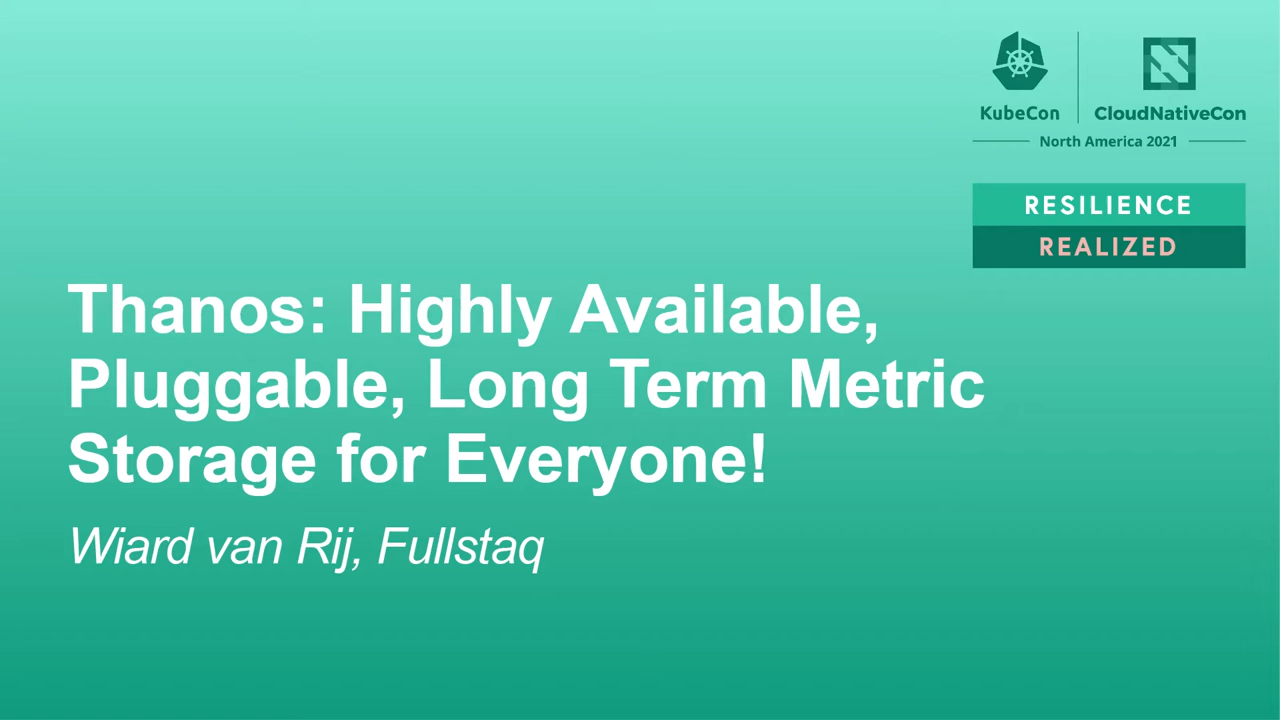 KubeCon
CloudNativeCon
North America 2021
RESILIENCE
REALIZED
Thanos: Highly Available,
Pluggable, Long Term Metric
Storage for Everyone!
Wiard van Rij, Fullstaq